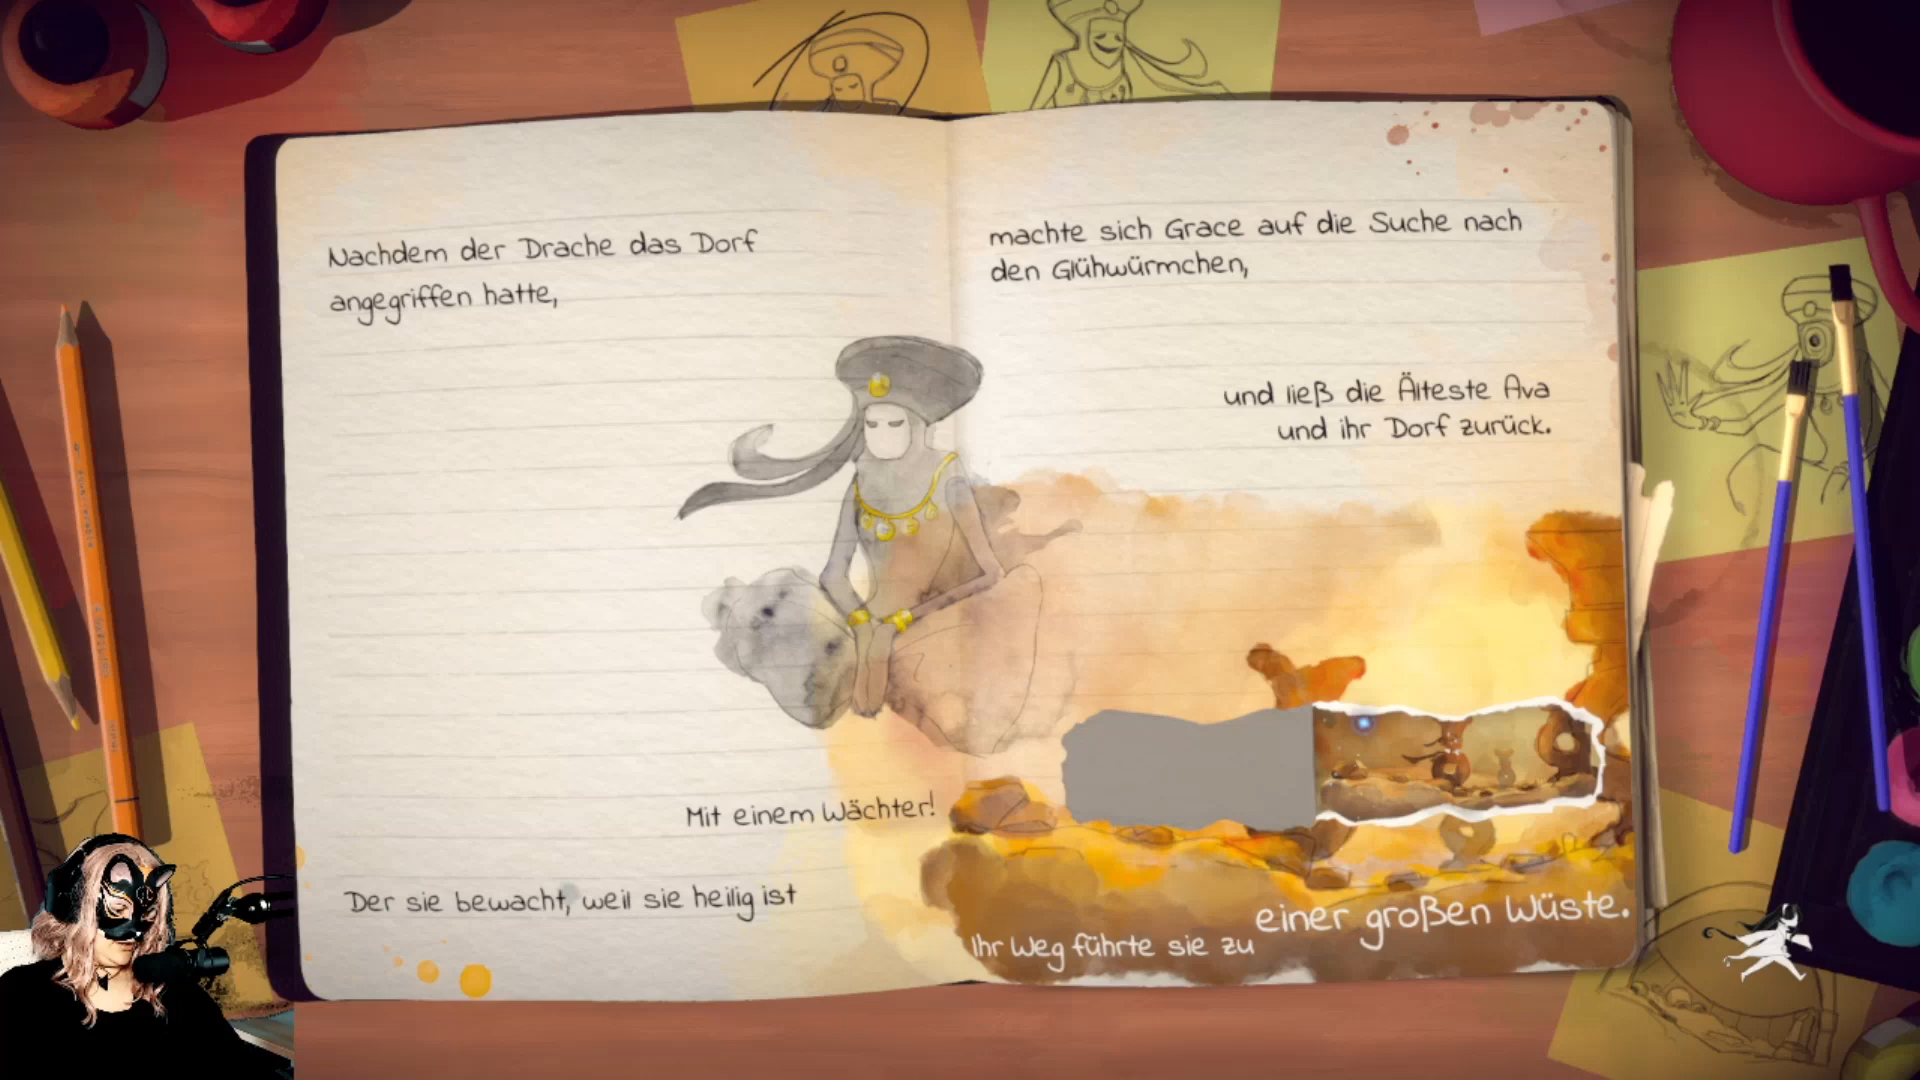 Nachdem der Drache das Dorf
angegriffen hatte,
machte sich Grace auf die Suche nach
den Glühwürmchen,
und ließ die Älteste Ava
und ihr Dorf zurück.
Mit einem Wächter!
Der sie bewacht, weil sie heilig ist
Ihr Weg führte sie zu
einer großen Wüste.